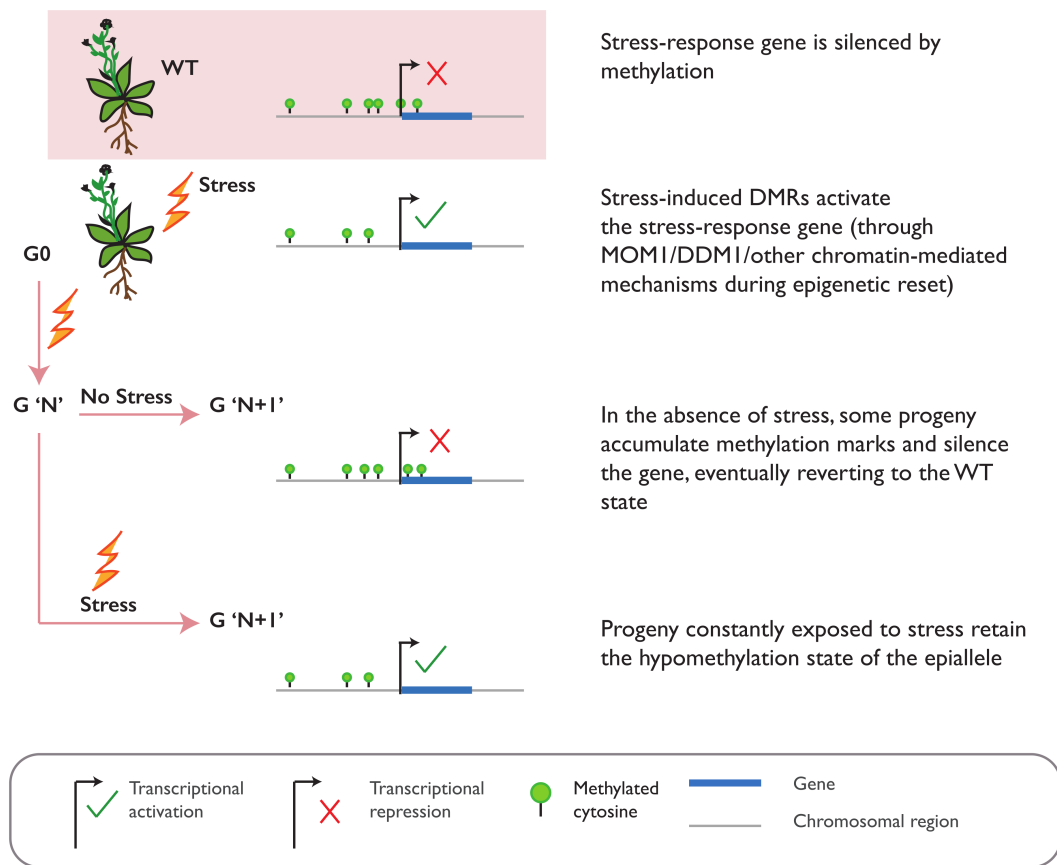 WT
Stress-response gene is silenced by
methylation
Stress
G0
Stress-induced DMRs activate
the stress-response gene (through
MOM1/DDM1/other chromatin-mediated
mechanisms during epigenetic reset)
G ‘N’
No Stress
G ‘N+1’
In the absence of stress, some progeny
accumulate methylation marks and silence
the gene, eventually reverting to the WT
state
Stress
G ‘N+1’
Progeny constantly exposed to stress retain
the hypomethylation state of the epiallele
Transcriptional
activation
Transcriptional
repression
Methylated
cytosine
Gene
Chromosomal region